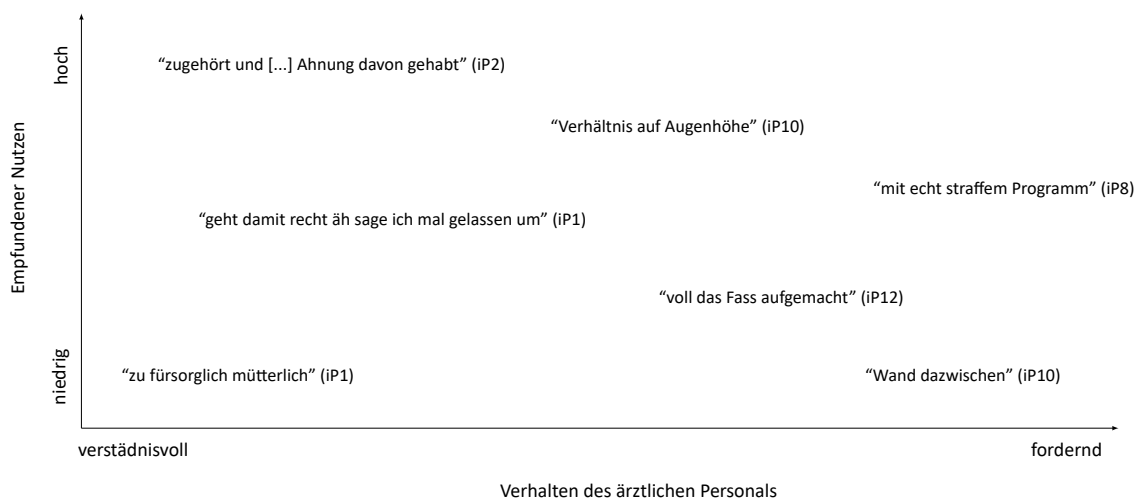 hoch
“zugehört und [...] Ahnung davon gehabt” (iP2)
“Verhältnis auf Augenhöhe” (iP10)
Empfundener Nutzen
“mit echt straffem Programm” (iP8)
“geht damit recht äh sage ich mal gelassen um” (iP1)
“voll das Fass aufgemacht” (iP12)
niedrig
“zu fürsorglich mütterlich” (iP1)
“Wand dazwischen” (iP10)
verstädnisvoll
fordernd
Verhalten des ärztlichen Personals